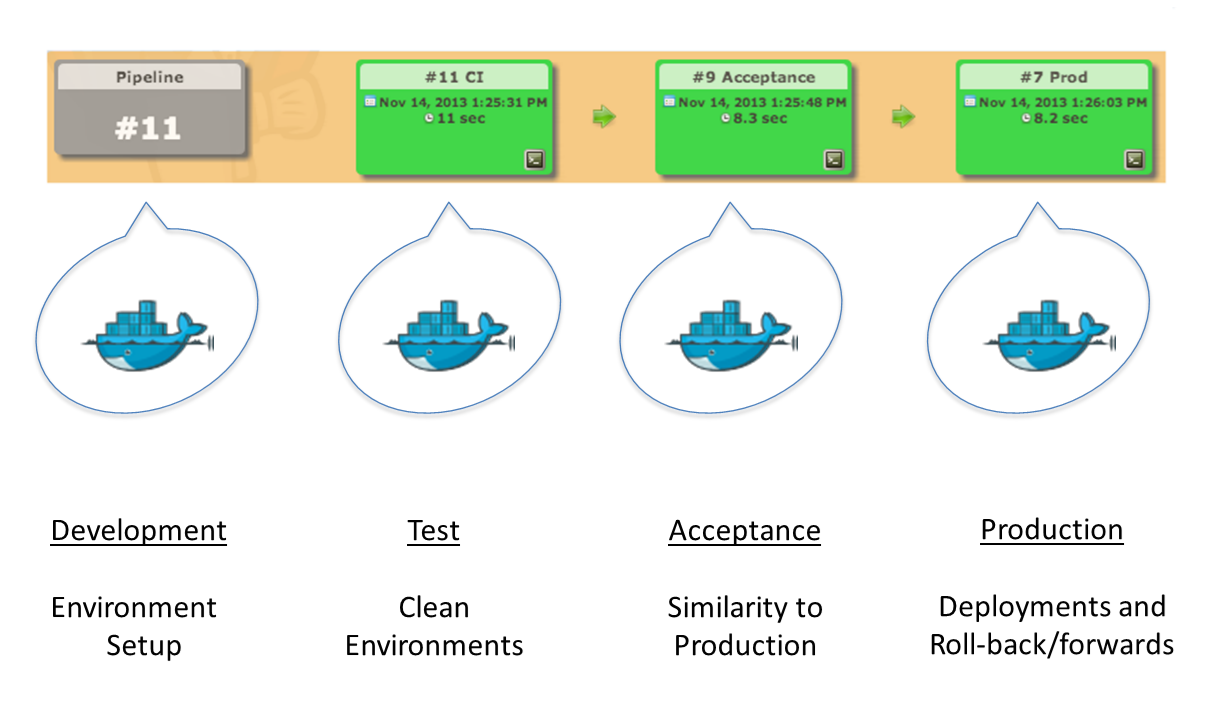 Pipeline
#11
#11 CI
Nov 14, 2013 1:25:31 PM
11 sec
#9 Acceptance
Nov 14, 2013 1:25:48 PM
8.3 sec
#7 Prod
Nov 14, 2013 1:26:03 PM
8.2 sec
Development
Environment
Setup
Test
Clean
Environments
Acceptance
Similarity to
Production
Production
Deployments and
Roll-back/forwards